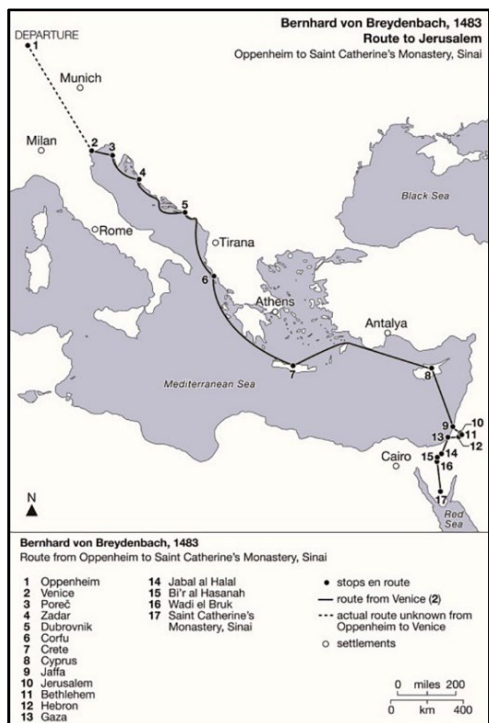 Bernhard von Breydenbach, 1483
Route to Jerusalem
Oppenheim to Saint Catherine's Monastery, Sinai
DEPARTURE
1
Munich
Milan
2
3
4
5
Black Sea
Rome
Tirana
6
Athens
Antalya
7
8
Mediterranean Sea
9
10
11
12
13
14
15
16
Cairo
17
Red
Sea
N
Bernhard von Breydenbach, 1483
Route from Oppenheim to Saint Catherine's Monastery, Sinai
1 Oppenheim
2 Venice
3 Poreč
4 Zadar
5 Dubrovnik
6 Corfu
7 Crete
8 Cyprus
9 Jaffa
10 Jerusalem
11 Bethlehem
12 Hebron
13 Gaza
14 Jabal al Halal
15 Bi'r al Hasanah
16 Wadi el Bruk
17 Saint Catherine's
Monastery, Sinai
stops en route
route from Venice (2)
actual route unknown from
Oppenheim to Venice
settlements
0 miles 200
0 km 400